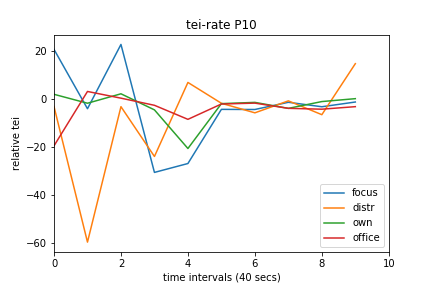 tei-rate P10
relative tei
20
0
−20
−40
−60
0
2
4
6
8
10
time intervals (40 secs)
focus
distr
own
office